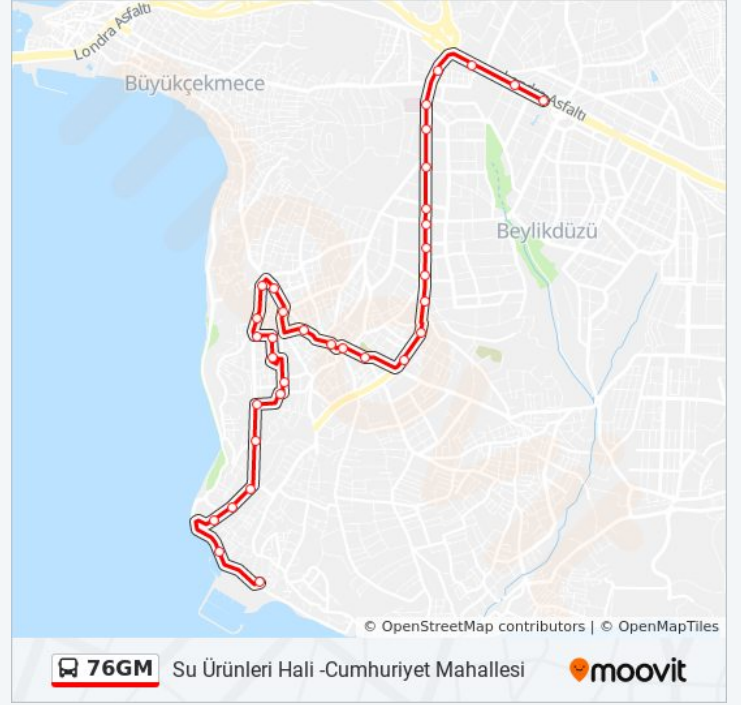 Londra Asfaltı
Büyükçekmece
Londra Asfaltı
Beylikdüzü
© OpenStreetMap contributors | © OpenMapTiles
76GM Su Ürünleri Hali -Cumhuriyet Mahallesi moovit